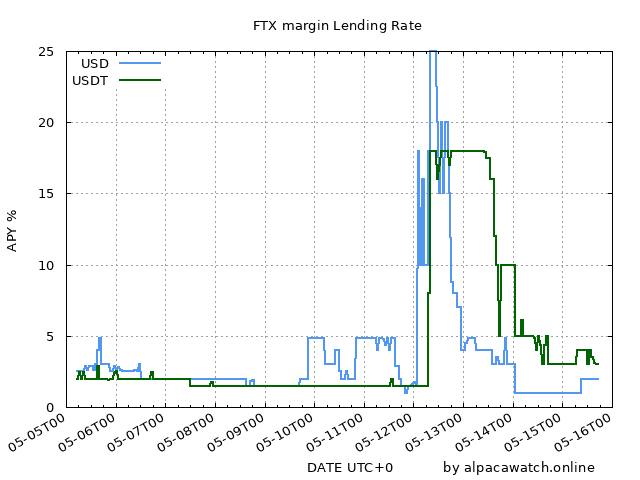 FTX margin Lending Rate
USD
USDT
25
20
15
10
5
0
APY %
05-05T00
05-06T00
05-07T00
05-08T00
05-09T00
05-10T00
05-11T00
05-12T00
05-13T00
05-14T00
05-15T00
05-16T00
DATE UTC+0
by alpacawatch.online